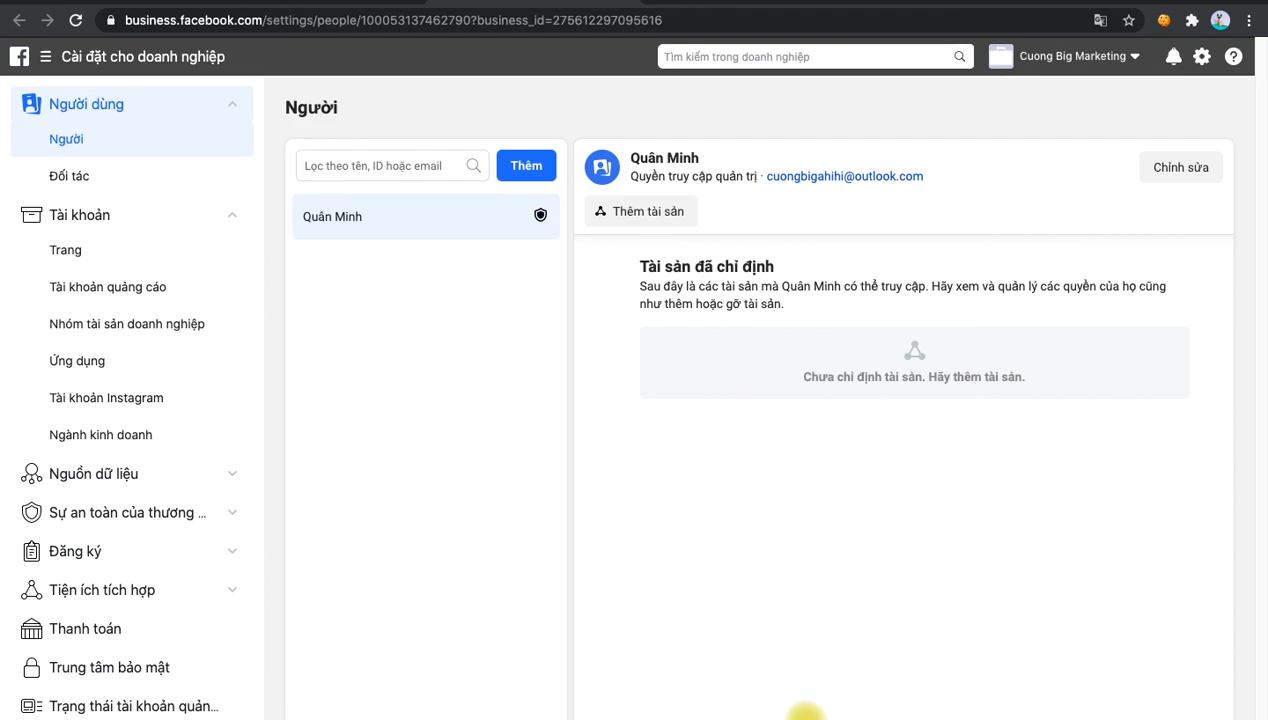 business.facebook.com/settings/people/100053137462790?business_id=275612297095616
Cài đặt cho doanh nghiệp
Tìm kiếm trong doanh nghiệp
Cuong Big Marketing
Người dùng
Người
Đối tác
Tài khoản
Trang
Tài khoản quảng cáo
Nhóm tài sản doanh nghiệp
Ứng dụng
Tài khoản Instagram
Ngành kinh doanh
Nguồn dữ liệu
Sự an toàn của thương ...
Đăng ký
Tiện ích tích hợp
Thanh toán
Trung tâm bảo mật
Trạng thái tài khoản quản...
Người
Lọc theo tên, ID hoặc email
Thêm
Quân Minh
Quân Minh
Quyền truy cập quản trị · cuongbigahihi@outlook.com
Chỉnh sửa
Thêm tài sản
Tài sản đã chỉ định
Sau đây là các tài sản mà Quân Minh có thể truy cập. Hãy xem và quản lý các quyền của họ cũng
như thêm hoặc gỡ tài sản.
Chưa chỉ định tài sản. Hãy thêm tài sản.